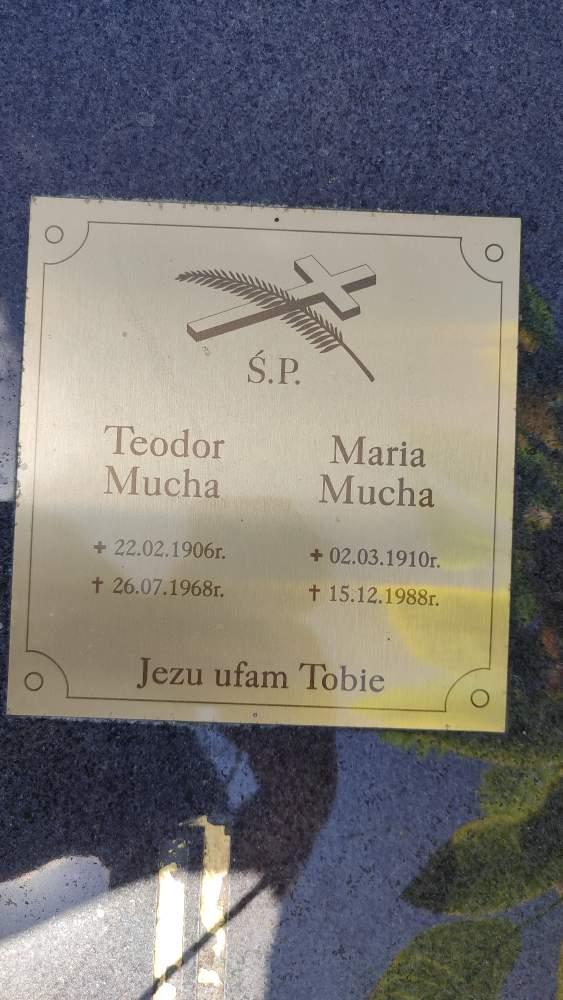 Ś.P.
Teodor Mucha
✚ 22.02.1906r.
✝ 26.07.1968r.
Maria Mucha
✚ 02.03.1910r.
✝ 15.12.1988r.
Jezu ufam Tobie